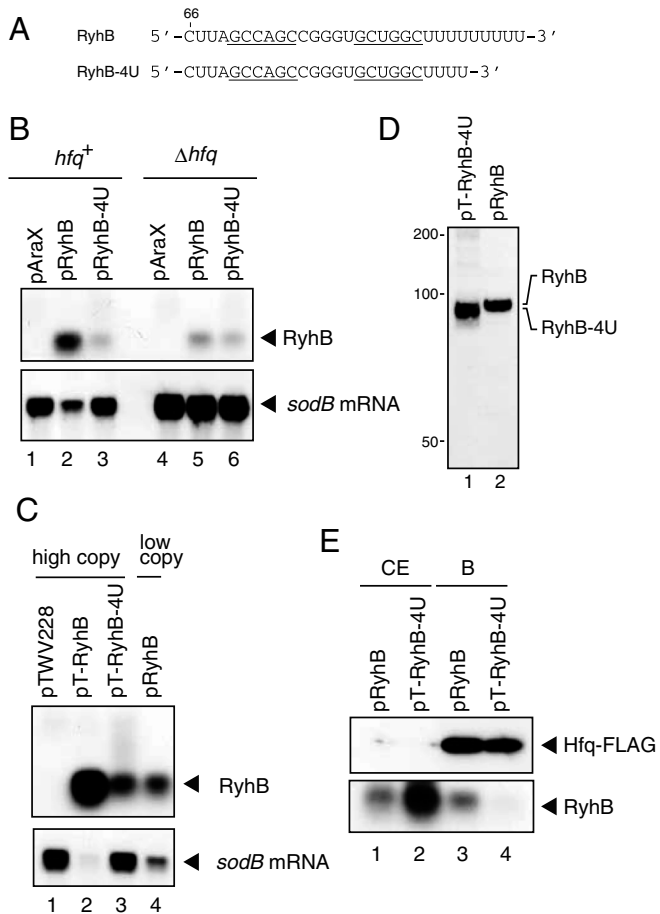 A
66
RyhB 5'-CUUAGCCAGCCGGGUGCUGGCUUUUUUUUU-3'
RyhB-4U 5'-CUUAGCCAGCCGGGUGCUGGCUUUU-3'
B
hfq+ Δhfq
pAraX pRyhB pRyhB-4U pAraX pRyhB pRyhB-4U
RyhB
sodB mRNA
1 2 3 4 5 6
C
high copy low copy
pTWV228 pT-RyhB pT-RyhB-4U pRyhB
RyhB
sodB mRNA
1 2 3 4
D
pT-RyhB-4U pRyhB
200-
100-
RyhB
RyhB-4U
50-
1 2
E
CE B
pRyhB pT-RyhB-4U pRyhB pT-RyhB-4U
Hfq-FLAG
RyhB
1 2 3 4